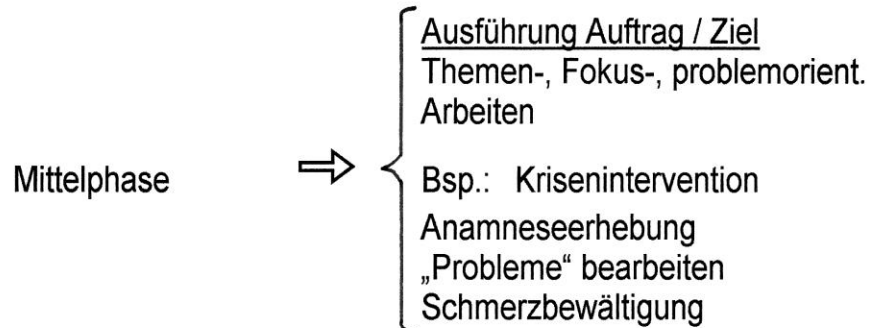 Ausführung Auftrag / Ziel
Themen-, Fokus-, problemorient.
Arbeiten
Mittelphase
Bsp.: Krisenintervention
Anamneseerhebung
„Probleme“ bearbeiten
Schmerzbewältigung